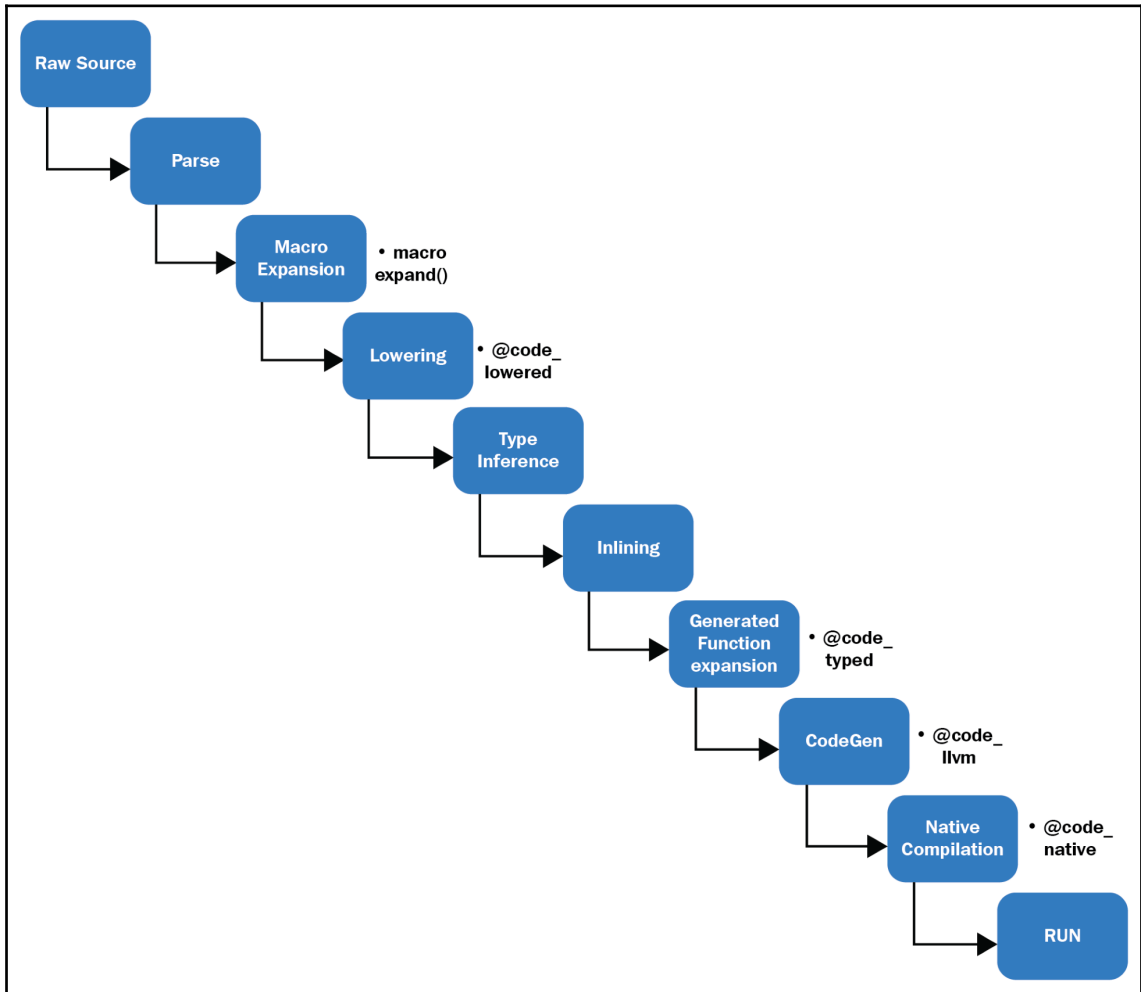 Raw Source
Parse
Macro
Expansion
• macro
expand()
Lowering
• @code_
lowered
Type
Inference
Inlining
Generated
Function
expansion
• @code_
typed
CodeGen
• @code_
llvm
Native
Compilation
• @code_
native
RUN